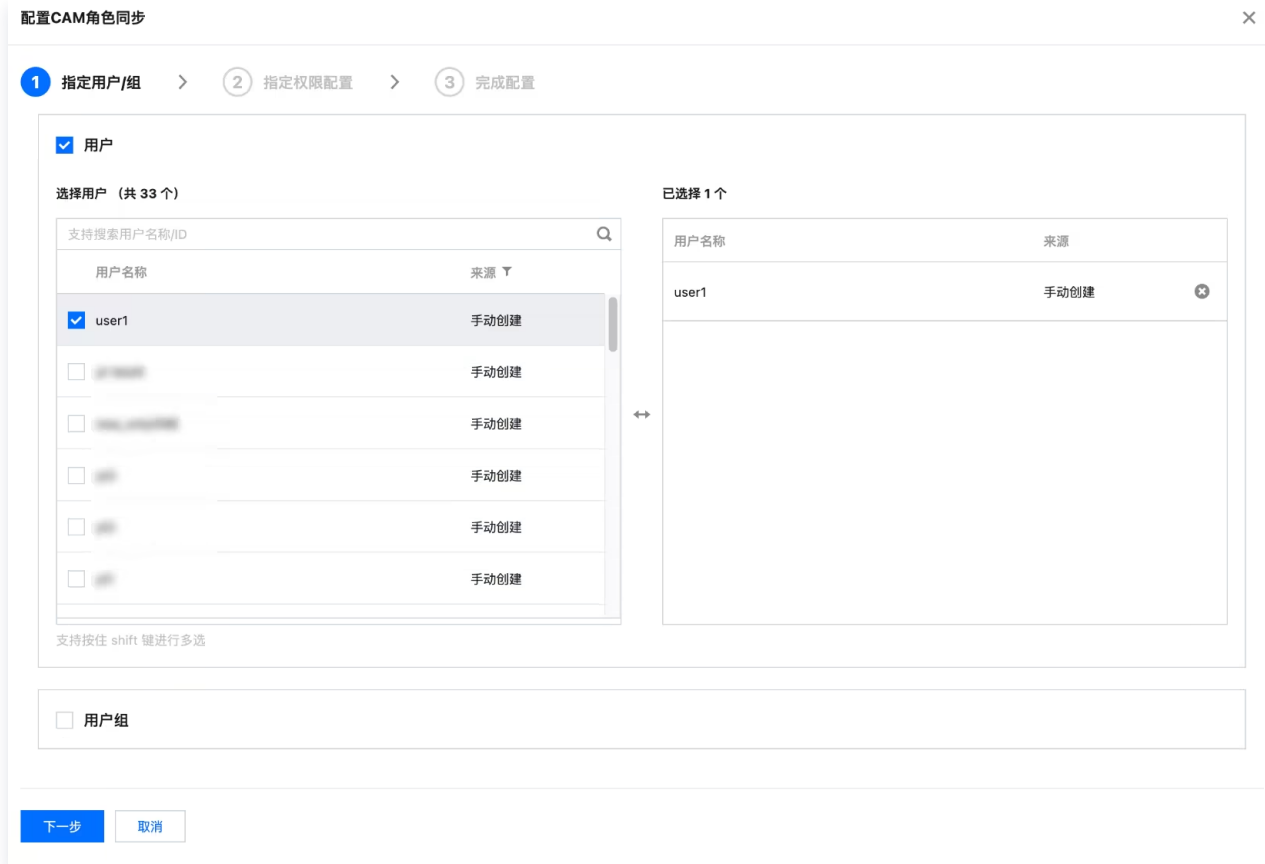 配置CAM角色同步
1 指定用户/组 2 指定权限配置 3 完成配置
用户
选择用户 （共 33 个） 已选择 1 个
支持搜索用户名称/ID
用户名称 来源
用户名称 来源
user1 手动创建
user1 手动创建
手动创建
手动创建
手动创建
手动创建
手动创建
支持按住 shift 键进行多选
用户组
下一步 取消